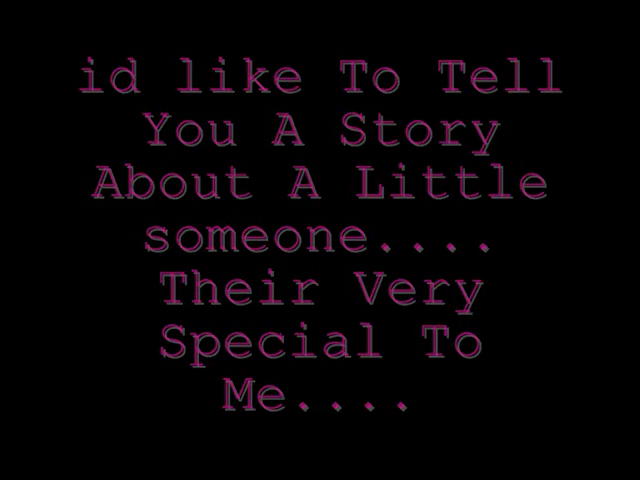 id like To Tell
You A Story
About A Little
someone....
Their Very
Special To
Me....